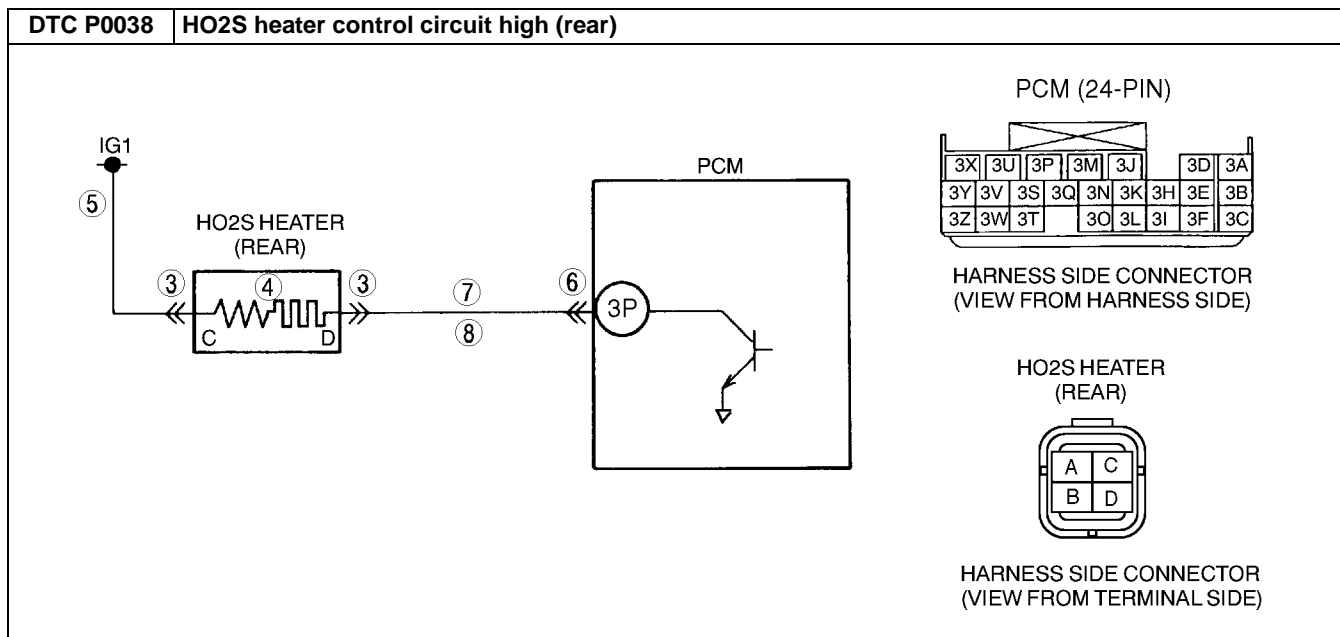 DTC P0038 HO2S heater control circuit high (rear)
IG1
⑤
HO2S HEATER
(REAR)
③ ④ ③
C D
⑦
⑧
⑥
PCM
3P
PCM (24-PIN)
3X 3U 3P 3M 3J 3D 3A
3Y 3V 3S 3Q 3N 3K 3H 3E 3B
3Z 3W 3T 3O 3L 3I 3F 3C
HARNESS SIDE CONNECTOR
(VIEW FROM HARNESS SIDE)
HO2S HEATER
(REAR)
A C
B D
HARNESS SIDE CONNECTOR
(VIEW FROM TERMINAL SIDE)